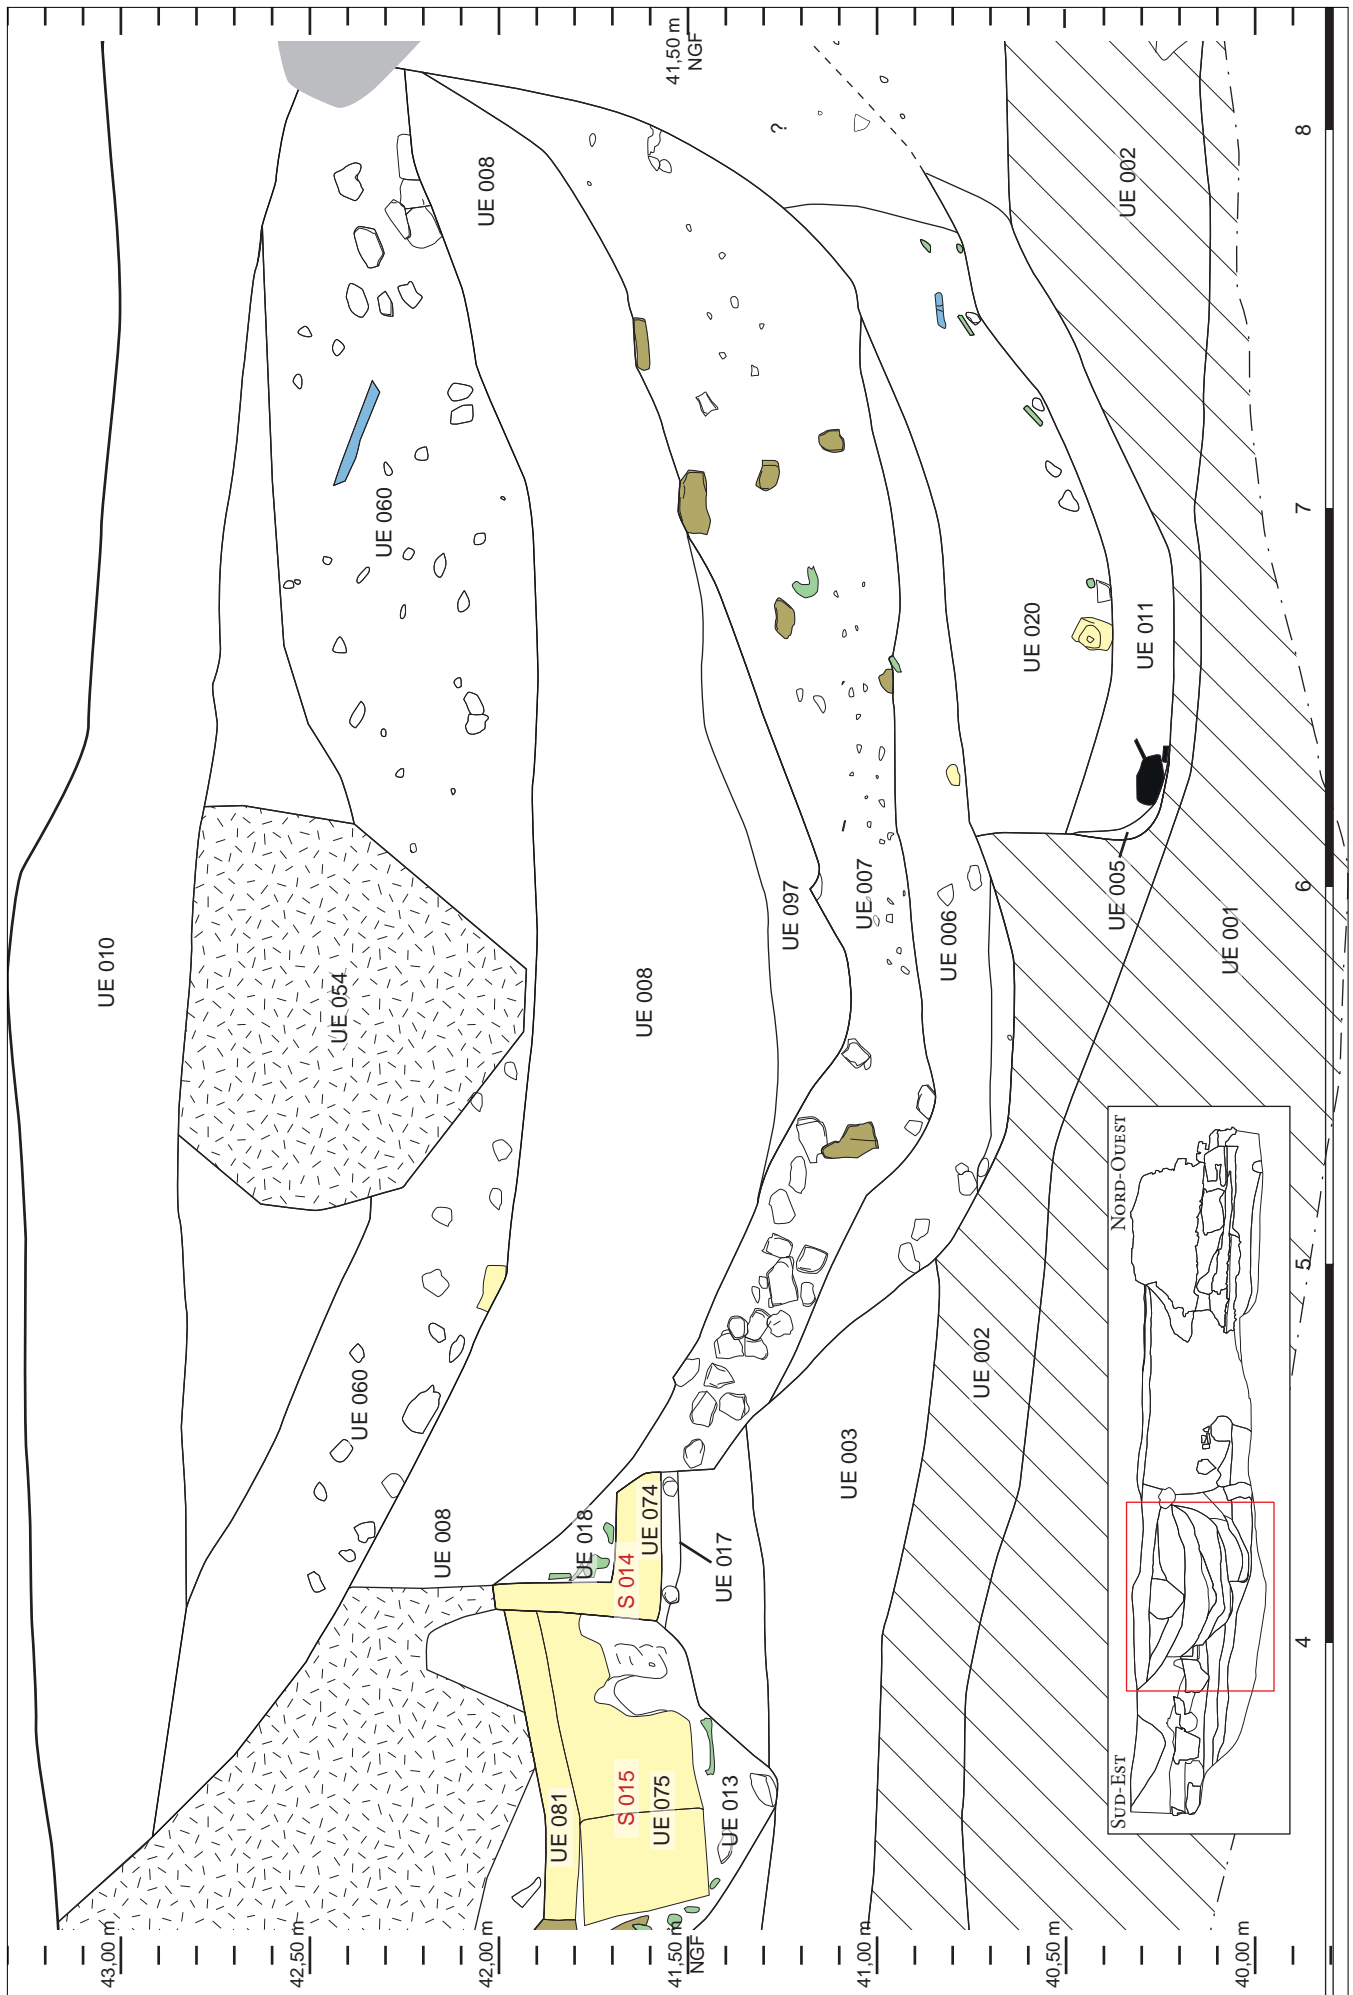 43,00 m
42,50 m
42,00 m
41,50 m
NGF
41,00 m
40,50 m
40,00 m
41,50 m
NGF
UE 010
UE 054
UE 060
UE 060
UE 008
UE 008
UE 008
UE 081
S 015
UE 075
UE 013
UE 018
S 014
UE 074
UE 017
UE 097
UE 007
UE 006
UE 003
UE 020
UE 011
UE 005
UE 002
UE 002
UE 001
?
SUD-EST
NORD-OUEST
4
5
6
7
8